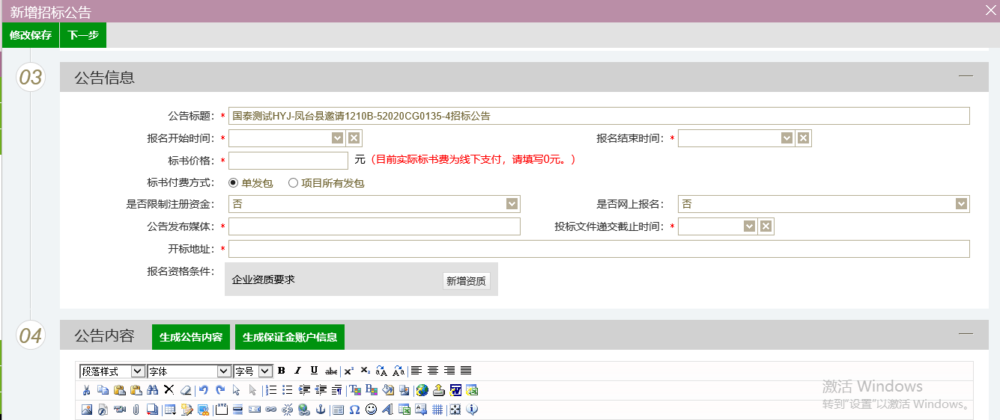 新增招标公告
修改保存 下一步
03 公告信息
公告标题：* 国泰测试HYJ-凤台县邀请1210B-52020CG0135-4招标公告
报名开始时间：* 报名结束时间：*
标书价格：* 元（目前实际标书费为线下支付，请填写0元。）
标书付费方式： 单发包 项目所有发包
是否限制注册资金： 否 是否网上报名： 否
公告发布媒体：* 投标文件递交截止时间：*
开标地址：*
报名资格条件： 企业资质要求 新增资质
04 公告内容 生成公告内容 生成保证金账户信息
段落样式 字体 字号 B I U abc
激活 Windows
转到"设置"以激活 Windows。